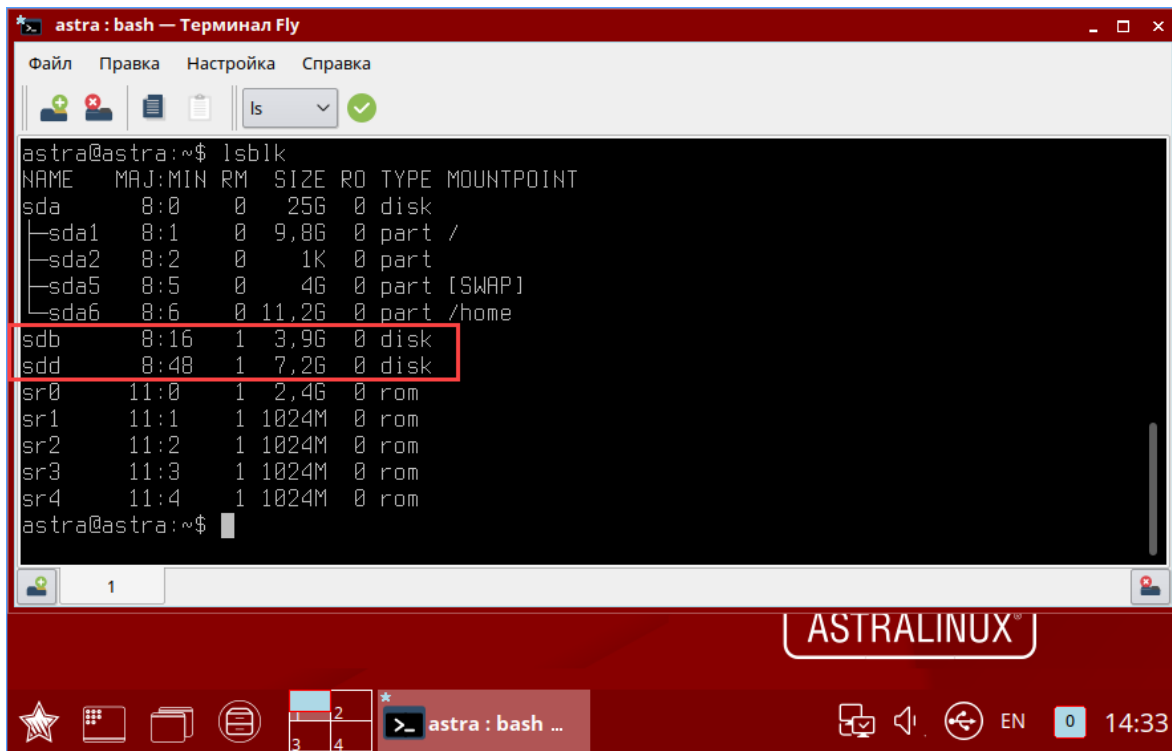 astra : bash — Терминал Fly
Файл Правка Настройка Справка
ls
astra@astra:~$ lsblk
NAME MAJ:MIN RM SIZE RO TYPE MOUNTPOINT
sda 8:0 0 25G 0 disk
├─sda1 8:1 0 9,8G 0 part /
├─sda2 8:2 0 1K 0 part
├─sda5 8:5 0 4G 0 part [SWAP]
└─sda6 8:6 0 11,2G 0 part /home
sdb 8:16 1 3,9G 0 disk
sdd 8:48 1 7,2G 0 disk
sr0 11:0 1 2,4G 0 rom
sr1 11:1 1 1024M 0 rom
sr2 11:2 1 1024M 0 rom
sr3 11:3 1 1024M 0 rom
sr4 11:4 1 1024M 0 rom
astra@astra:~$
1
ASTRALINUX®
1 2
3 4
astra : bash ...
EN 0 14:33